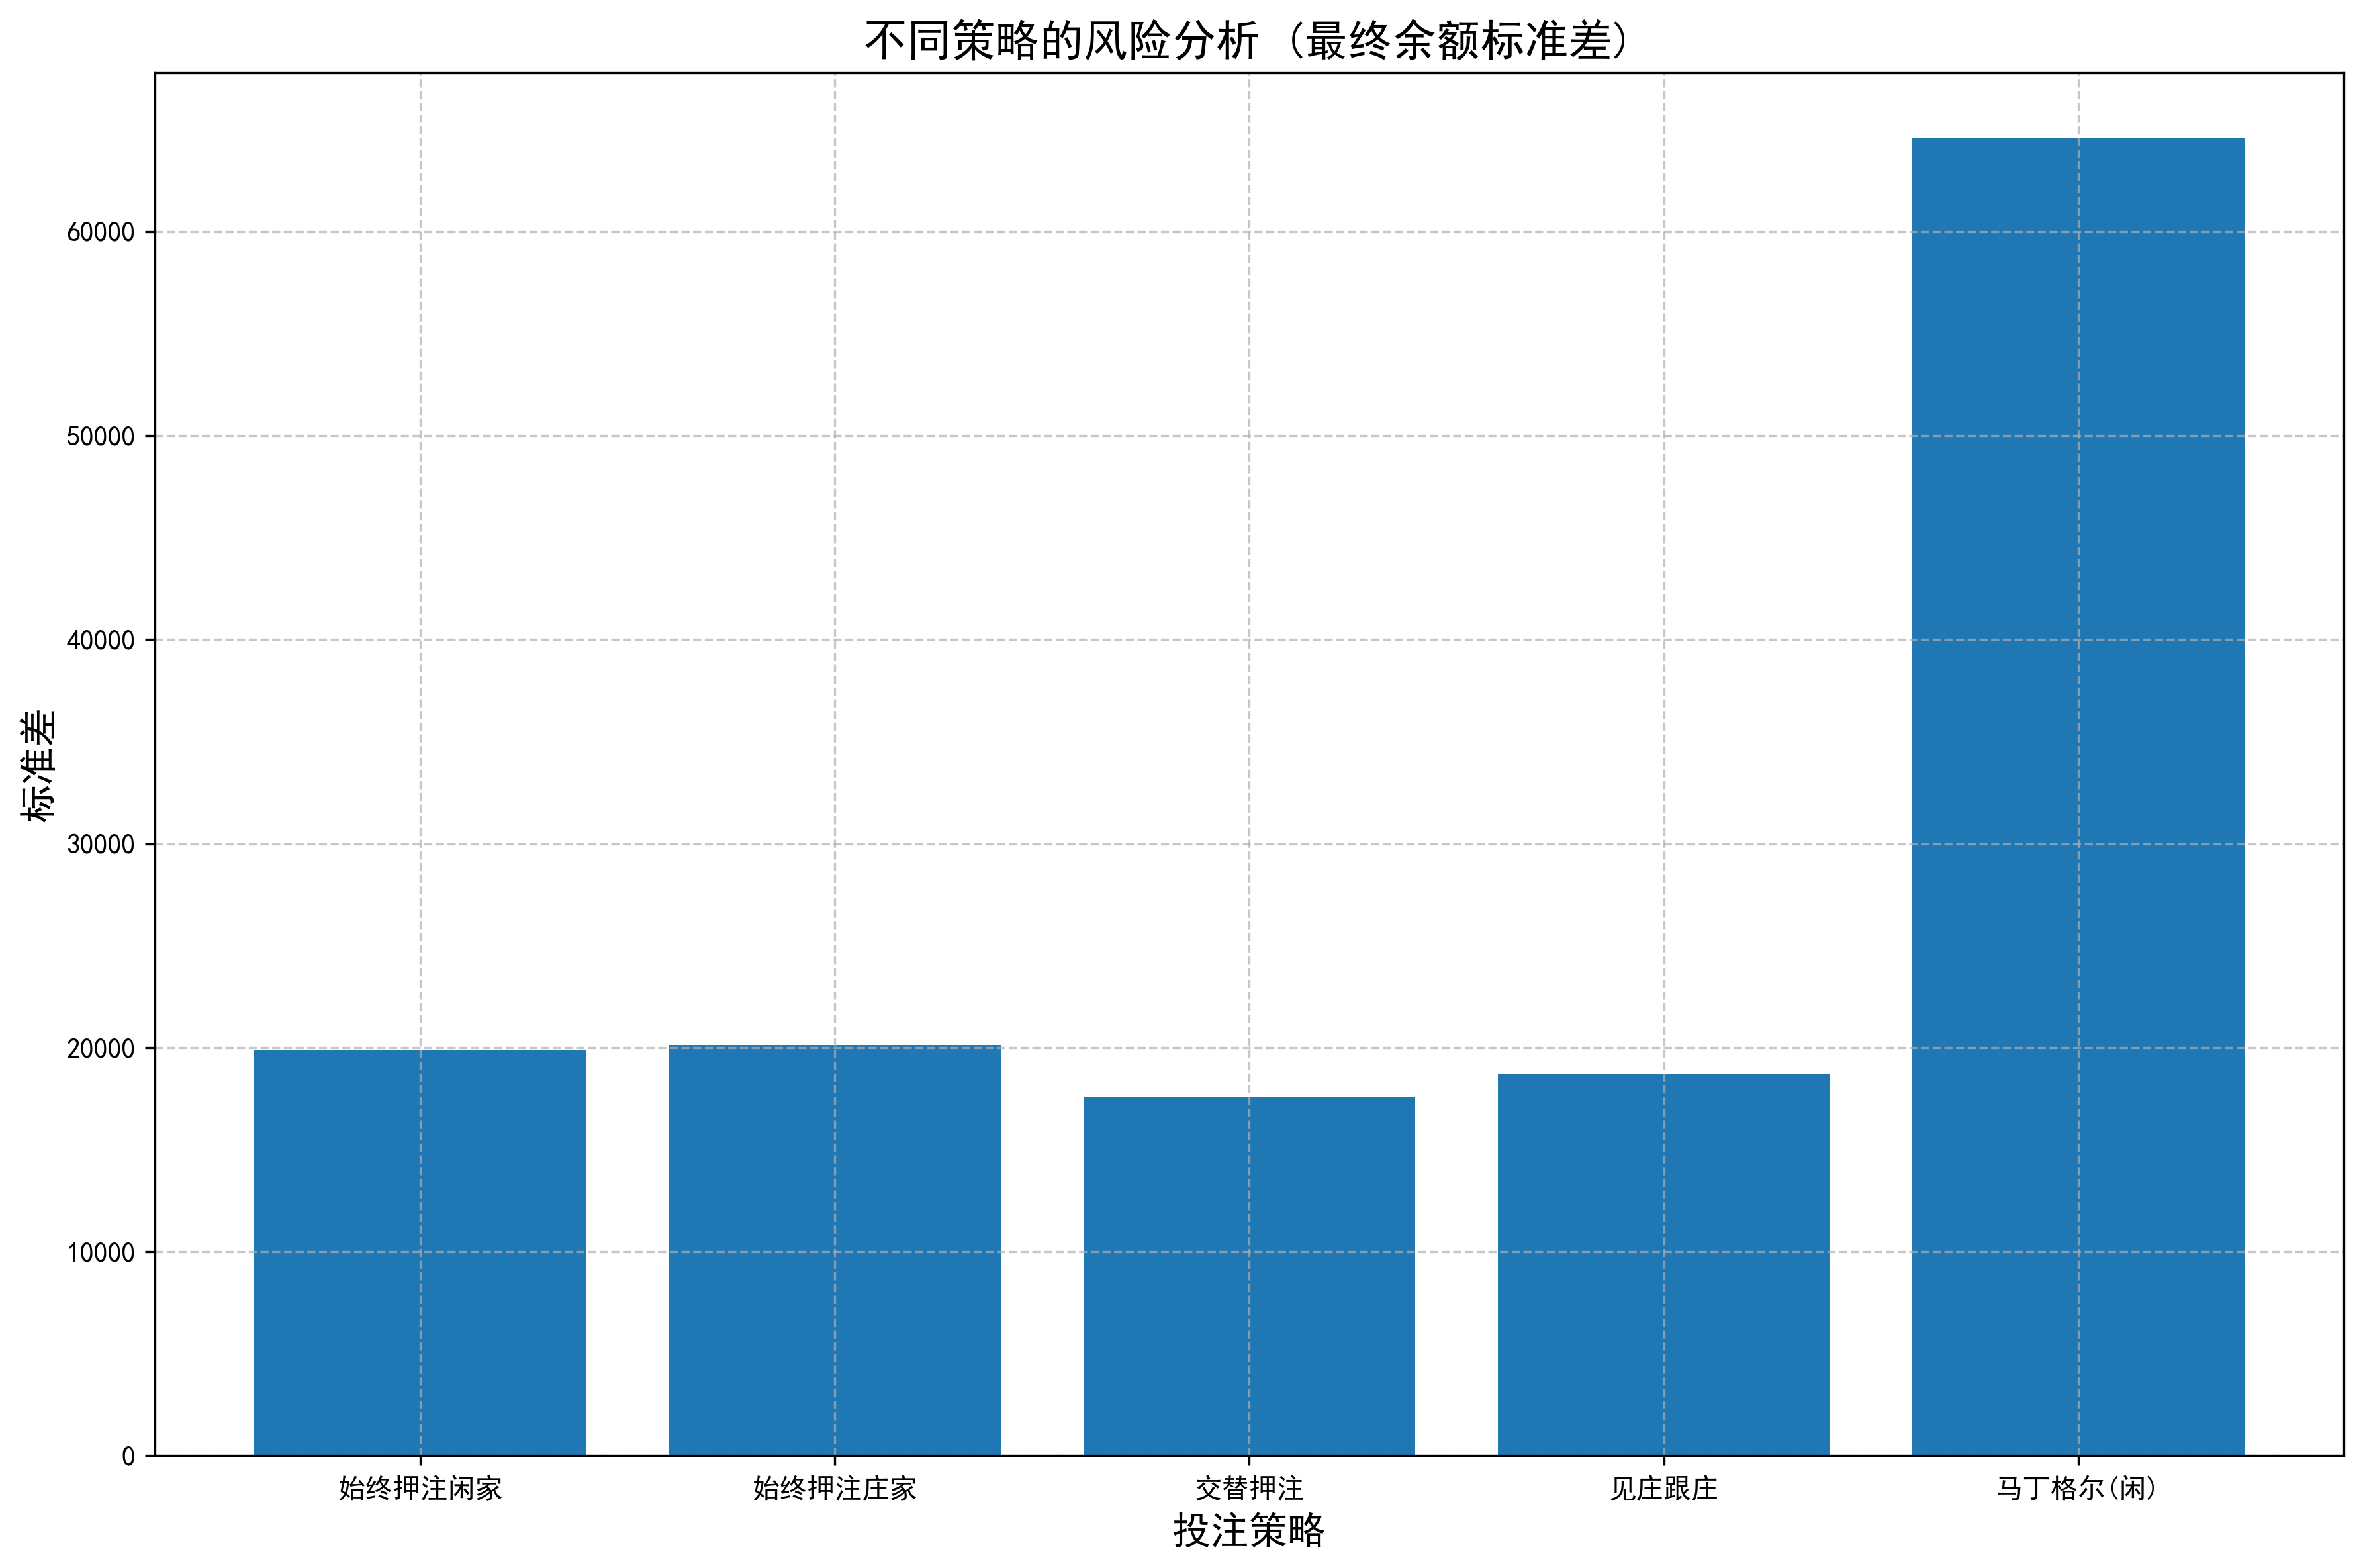 不同策略的风险分析 (最终余额标准差)
标准差
60000
50000
40000
30000
20000
10000
0
始终押注闲家
始终押注庄家
交替押注
见庄跟庄
马丁格尔(闲)
投注策略